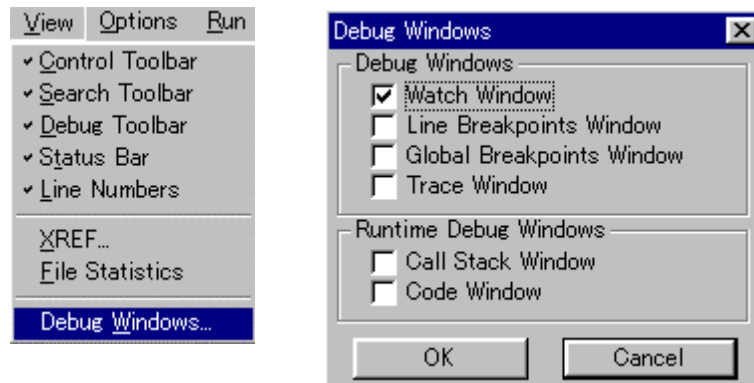 View Options Run
Control Toolbar
Search Toolbar
Debug Toolbar
Status Bar
Line Numbers
XREF...
File Statistics
Debug Windows...
Debug Windows
Debug Windows
Watch Window
Line Breakpoints Window
Global Breakpoints Window
Trace Window
Runtime Debug Windows
Call Stack Window
Code Window
OK Cancel